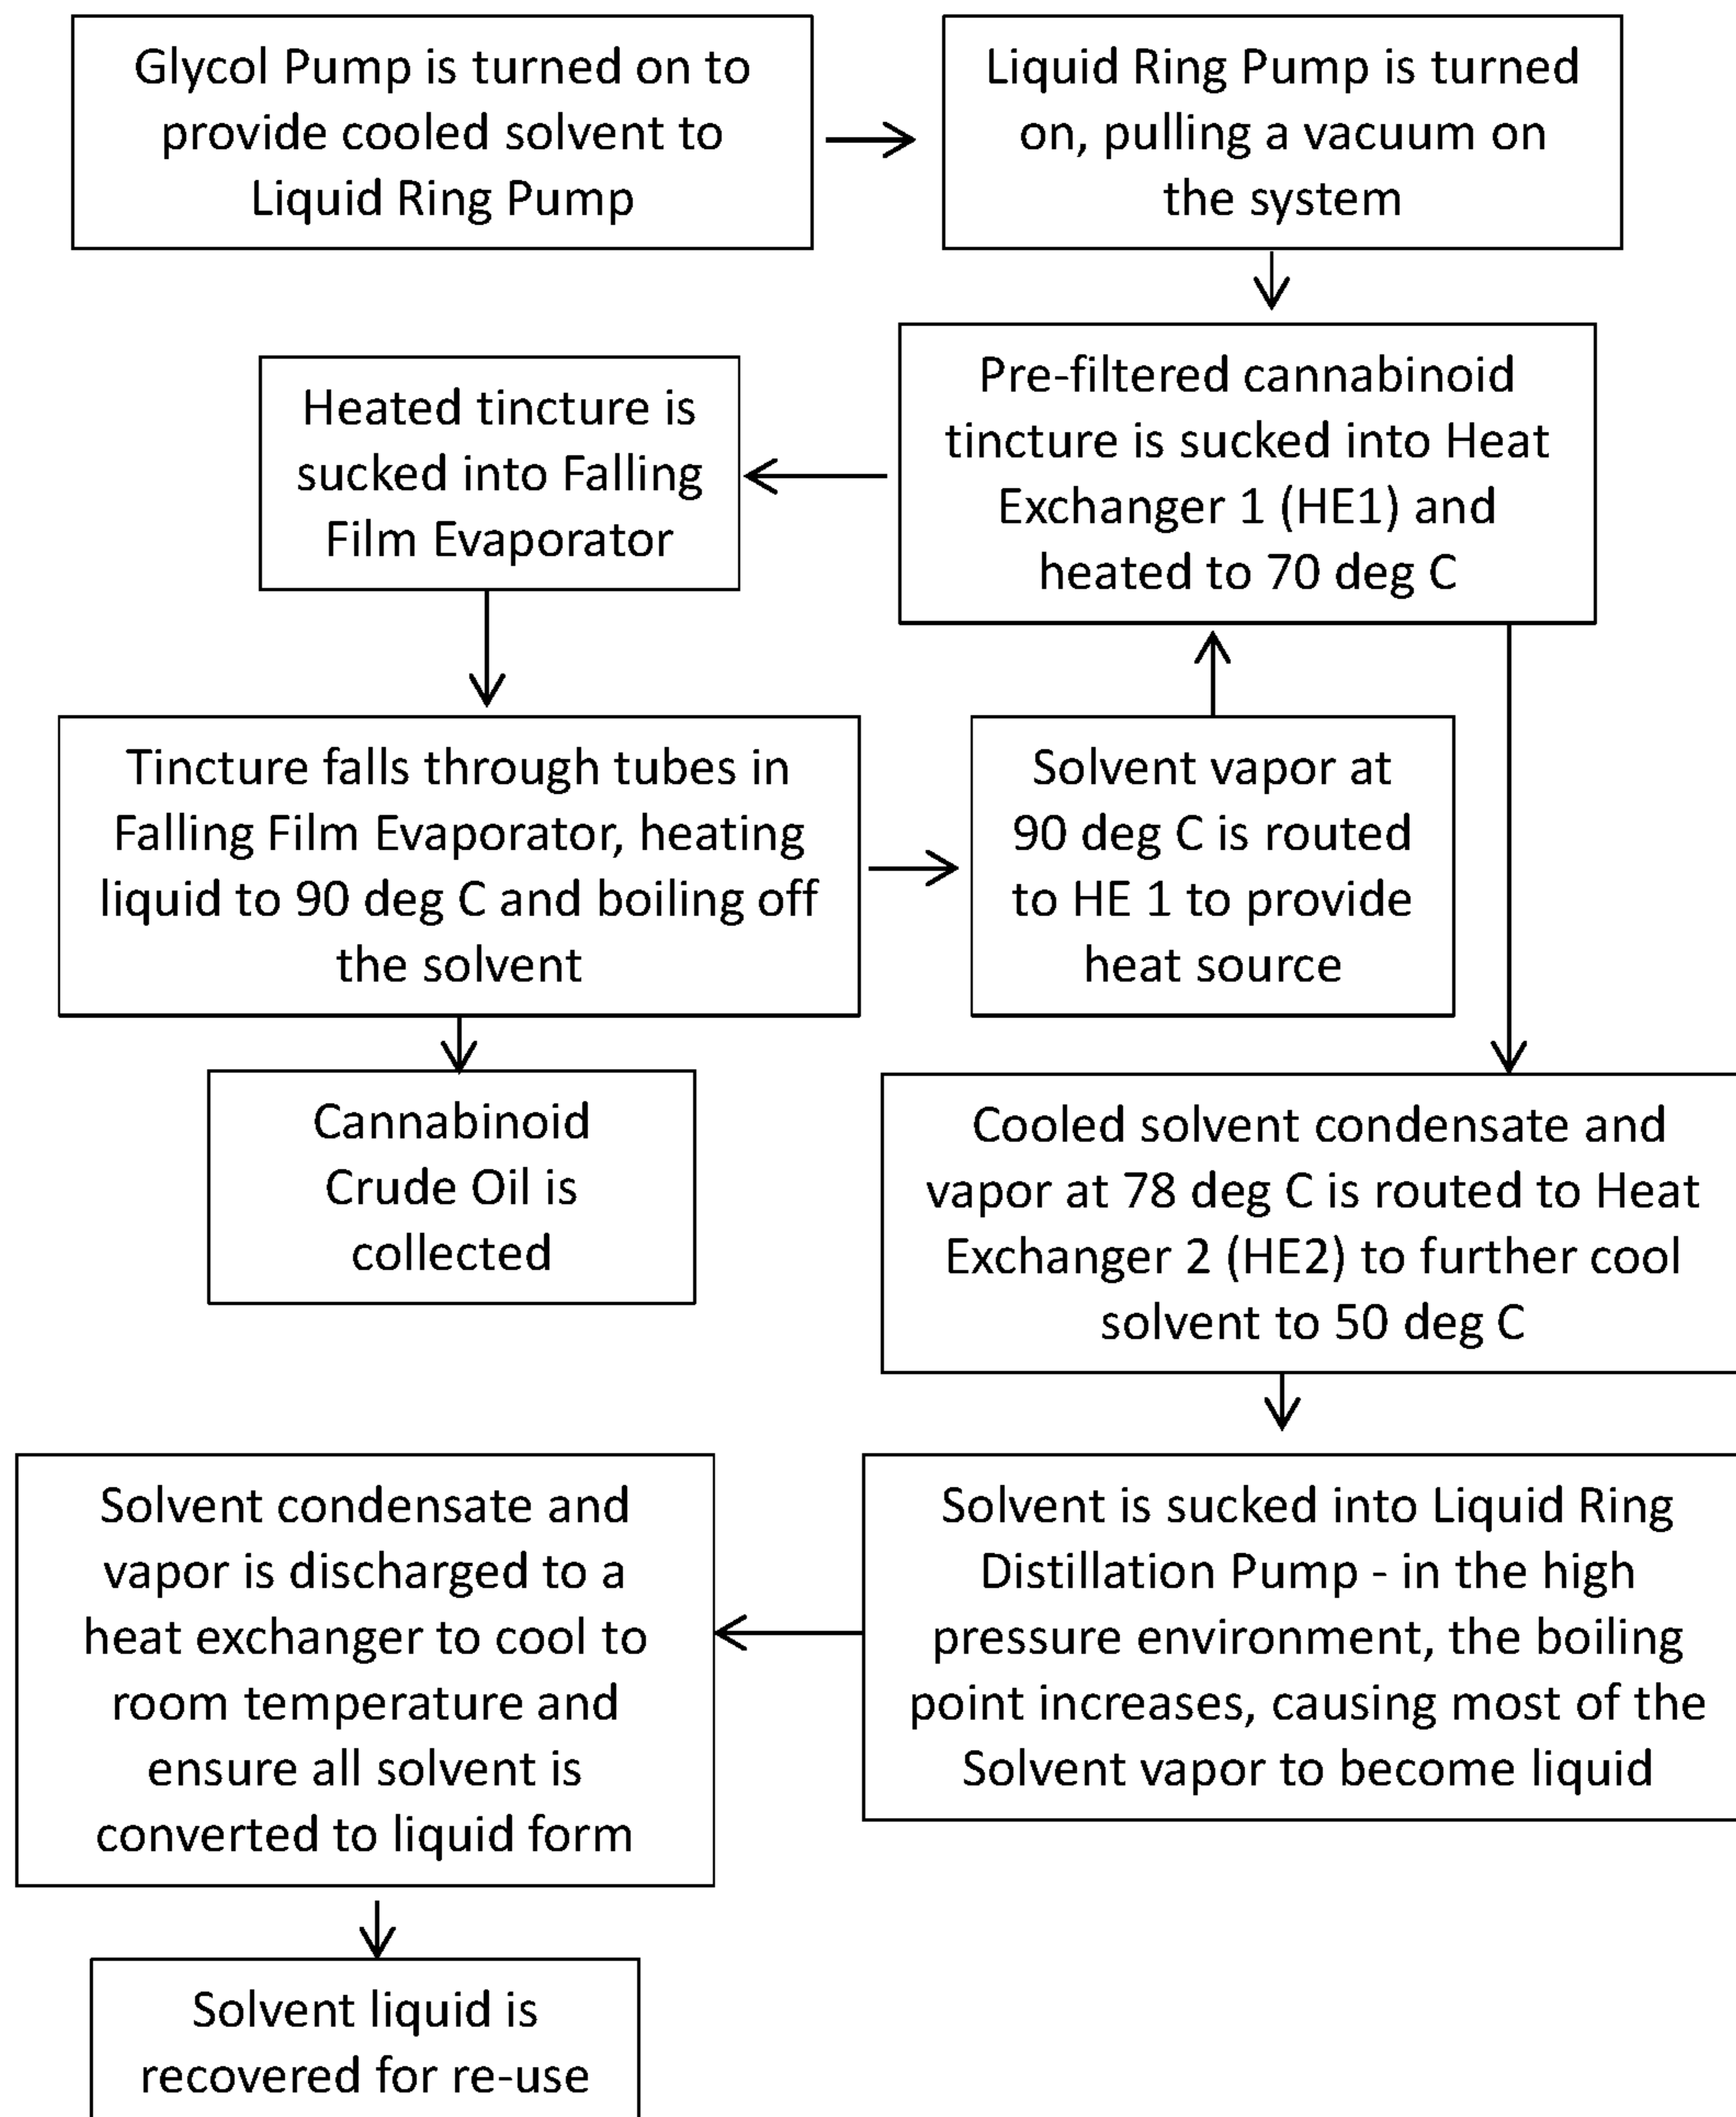 Glycol Pump is turned on to
provide cooled solvent to
Liquid Ring Pump
Liquid Ring Pump is turned
on, pulling a vacuum on
the system
Pre-filtered cannabinoid
tincture is sucked into Heat
Exchanger 1 (HE1) and
heated to 70 deg C
Heated tincture is
sucked into Falling
Film Evaporator
Tincture falls through tubes in
Falling Film Evaporator, heating
liquid to 90 deg C and boiling off
the solvent
Solvent vapor at
90 deg C is routed
to HE 1 to provide
heat source
Cannabinoid
Crude Oil is
collected
Cooled solvent condensate and
vapor at 78 deg C is routed to Heat
Exchanger 2 (HE2) to further cool
solvent to 50 deg C
Solvent is sucked into Liquid Ring
Distillation Pump - in the high
pressure environment, the boiling
point increases, causing most of the
Solvent vapor to become liquid
Solvent condensate and
vapor is discharged to a
heat exchanger to cool to
room temperature and
ensure all solvent is
converted to liquid form
Solvent liquid is
recovered for re-use